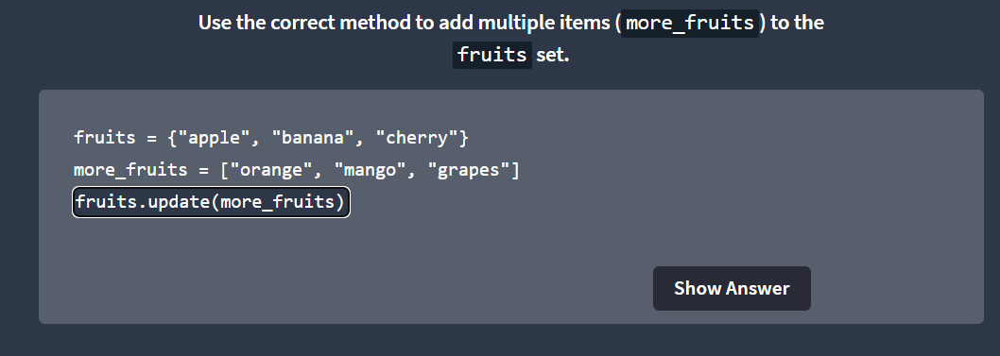 Use the correct method to add multiple items (more_fruits) to the
fruits set.
fruits = {"apple", "banana", "cherry"}
more_fruits = ["orange", "mango", "grapes"]
fruits.update(more_fruits)
Show Answer